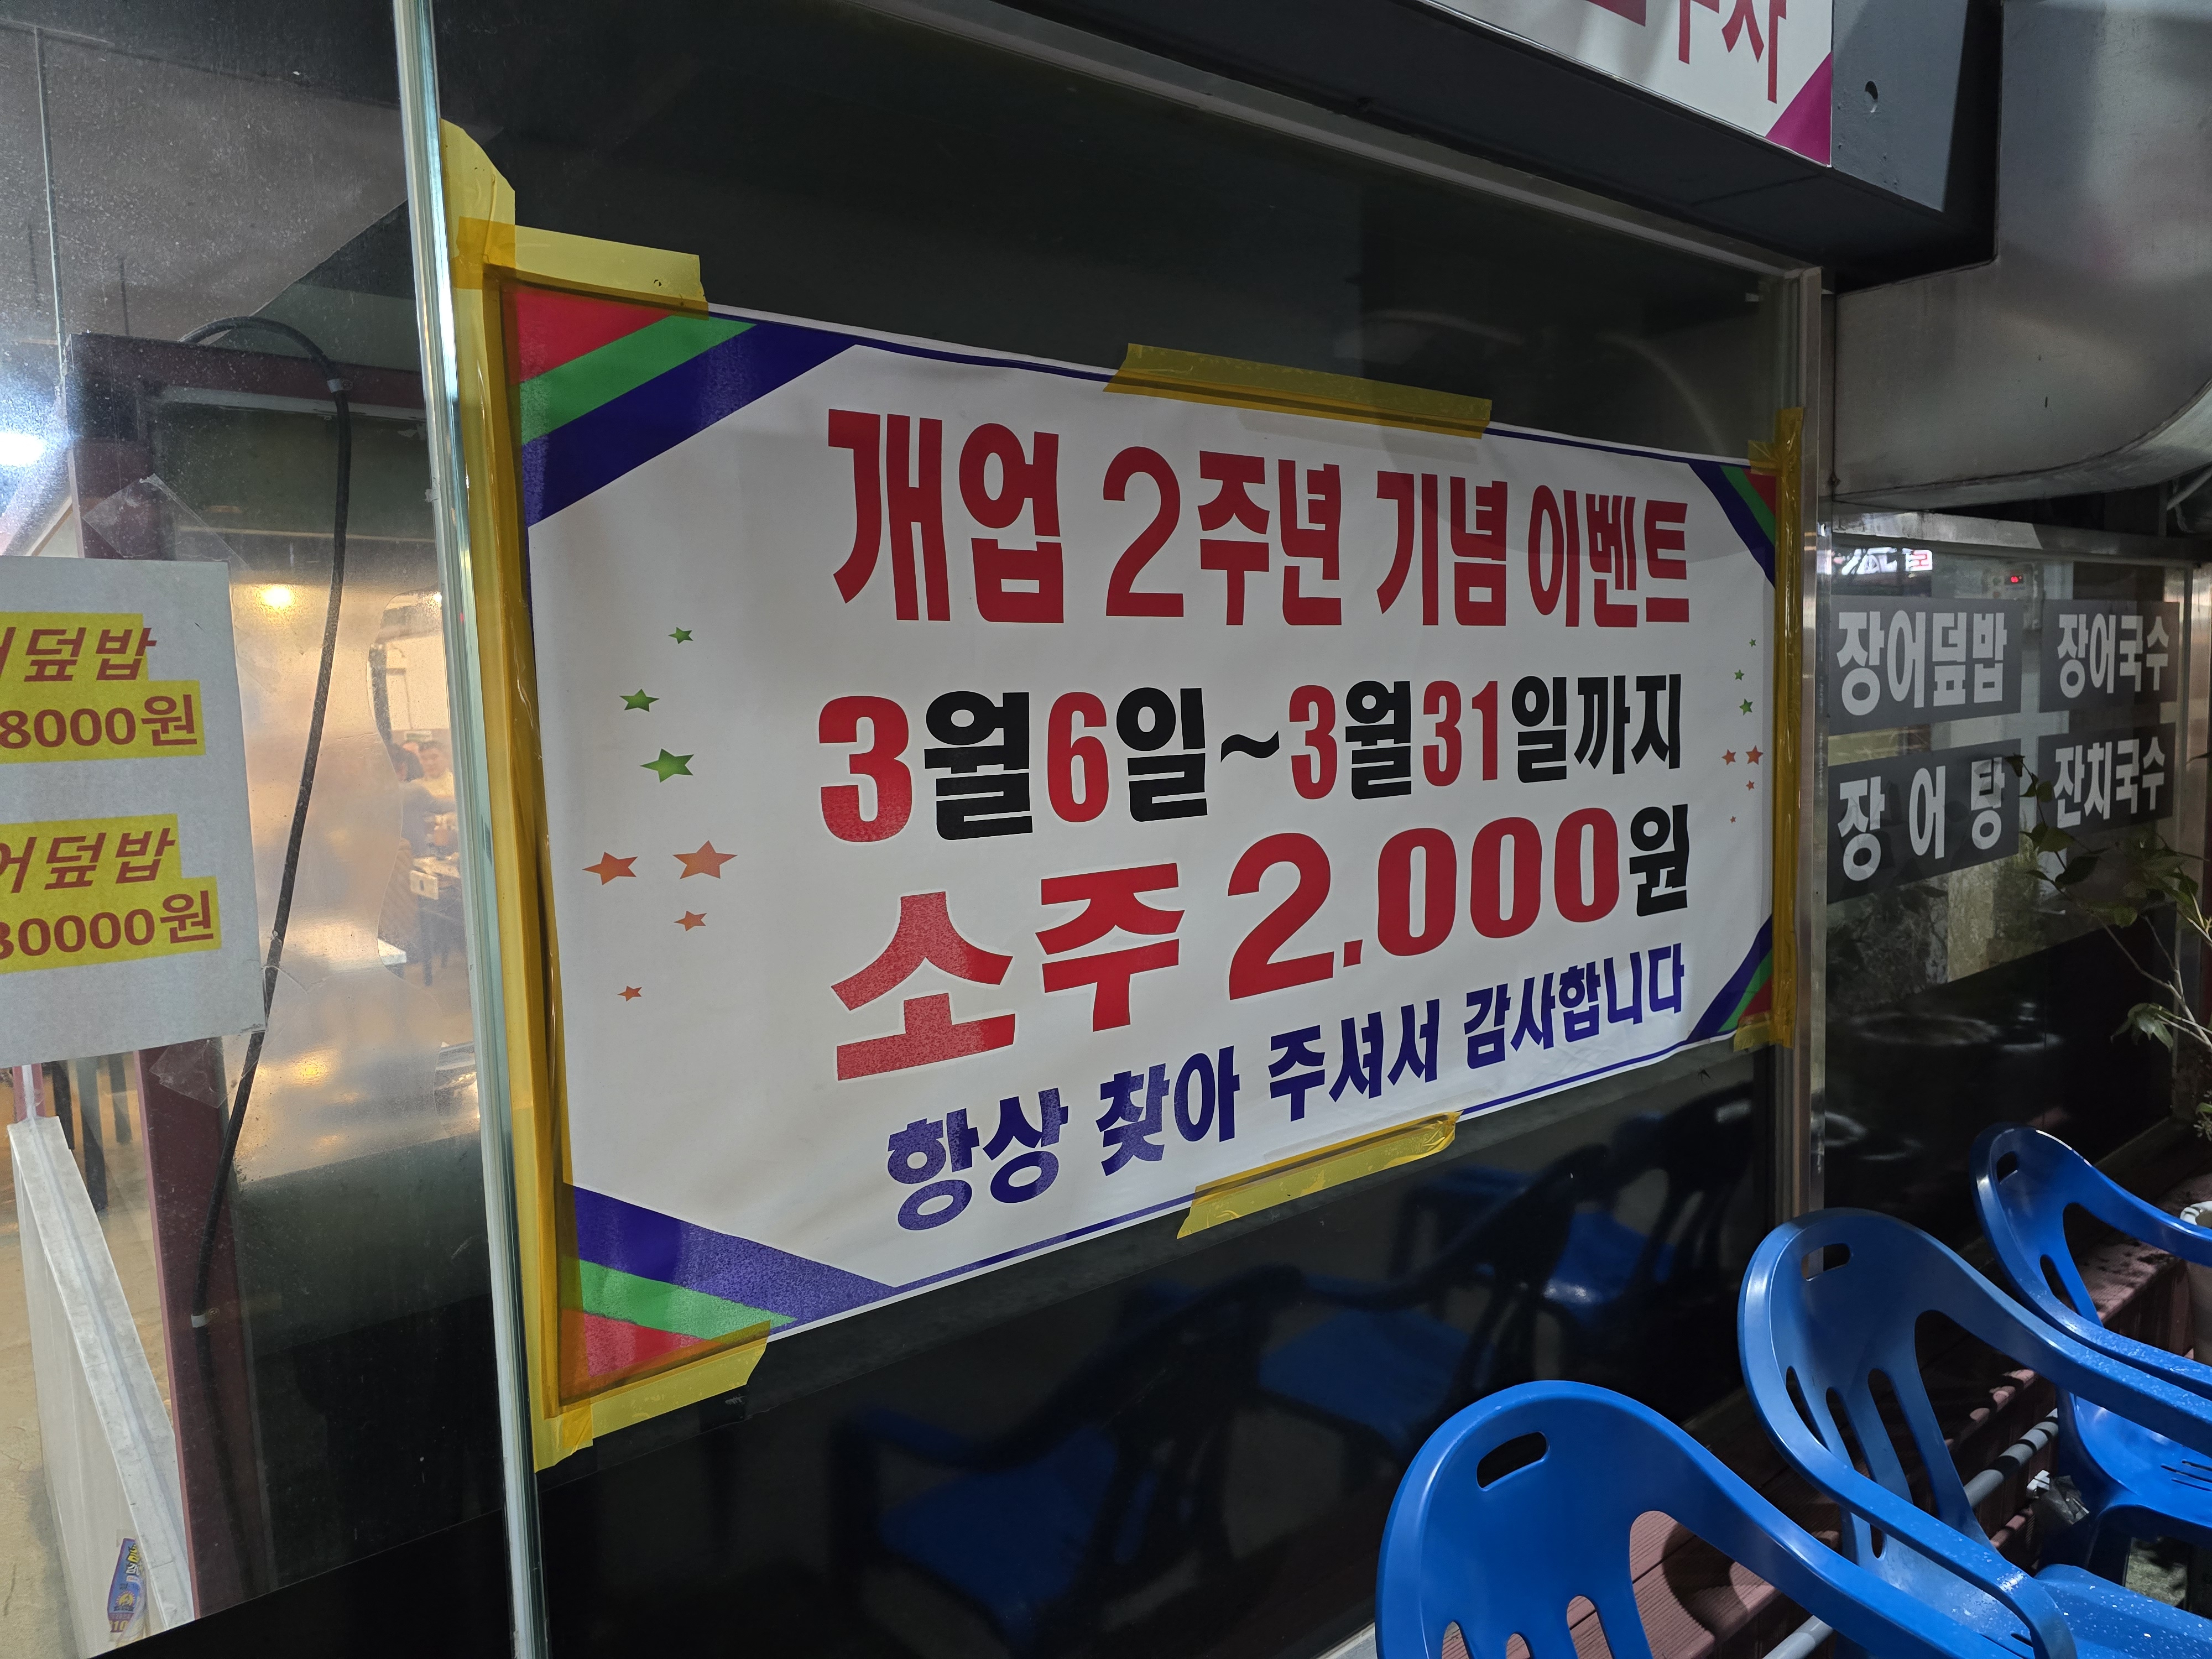 개업 2주년 기념 이벤트
3월6일~3월31일까지
소주 2.000원
항상 찾아 주셔서 감사합니다
덮밥
8000원
어덮밥
30000원
장어덮밥 장어국수
장 어 탕 잔치국수